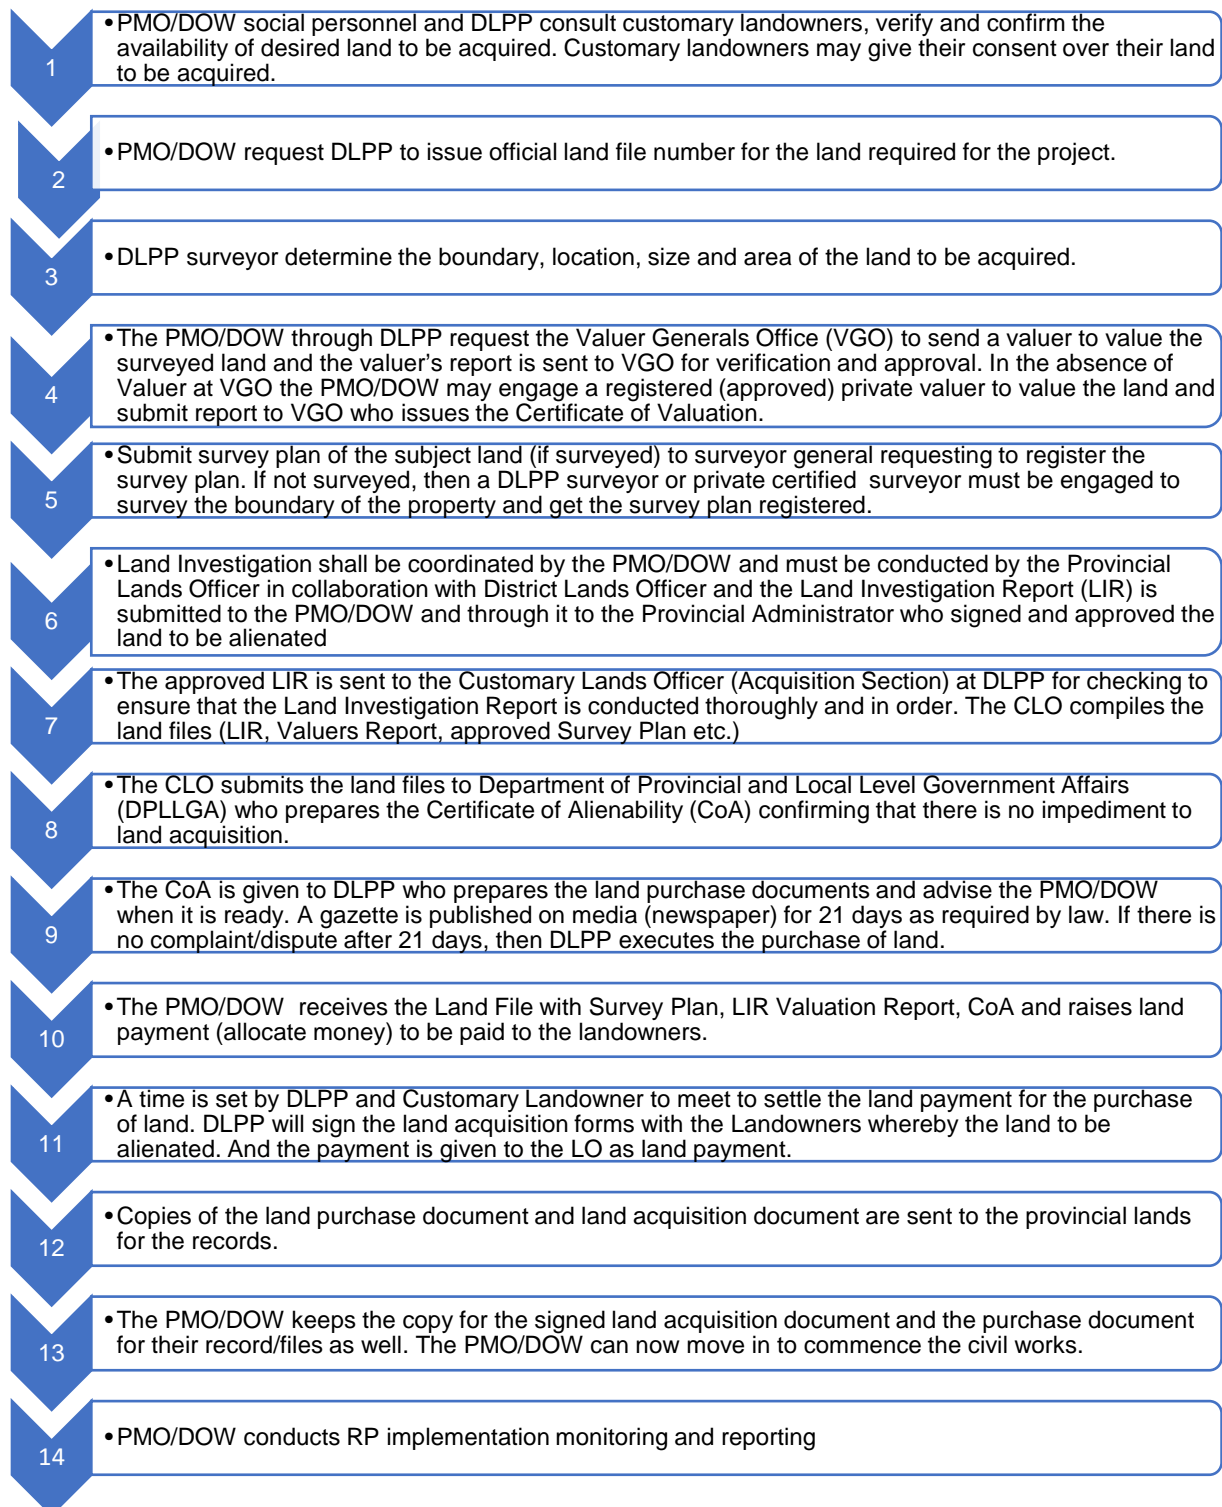 1
•PMO/DOW social personnel and DLPP consult customary landowners, verify and confirm the
availability of desired land to be acquired. Customary landowners may give their consent over their land
to be acquired.
2
•PMO/DOW request DLPP to issue official land file number for the land required for the project.
3
•DLPP surveyor determine the boundary, location, size and area of the land to be acquired.
4
•The PMO/DOW through DLPP request the Valuer Generals Office (VGO) to send a valuer to value the
surveyed land and the valuer’s report is sent to VGO for verification and approval. In the absence of
Valuer at VGO the PMO/DOW may engage a registered (approved) private valuer to value the land and
submit report to VGO who issues the Certificate of Valuation.
5
•Submit survey plan of the subject land (if surveyed) to surveyor general requesting to register the
survey plan. If not surveyed, then a DLPP surveyor or private certified surveyor must be engaged to
survey the boundary of the property and get the survey plan registered.
6
•Land Investigation shall be coordinated by the PMO/DOW and must be conducted by the Provincial
Lands Officer in collaboration with District Lands Officer and the Land Investigation Report (LIR) is
submitted to the PMO/DOW and through it to the Provincial Administrator who signed and approved the
land to be alienated
7
•The approved LIR is sent to the Customary Lands Officer (Acquisition Section) at DLPP for checking to
ensure that the Land Investigation Report is conducted thoroughly and in order. The CLO compiles the
land files (LIR, Valuers Report, approved Survey Plan etc.)
8
•The CLO submits the land files to Department of Provincial and Local Level Government Affairs
(DPLLGA) who prepares the Certificate of Alienability (CoA) confirming that there is no impediment to
land acquisition.
9
•The CoA is given to DLPP who prepares the land purchase documents and advise the PMO/DOW
when it is ready. A gazette is published on media (newspaper) for 21 days as required by law. If there is
no complaint/dispute after 21 days, then DLPP executes the purchase of land.
10
•The PMO/DOW receives the Land File with Survey Plan, LIR Valuation Report, CoA and raises land
payment (allocate money) to be paid to the landowners.
11
•A time is set by DLPP and Customary Landowner to meet to settle the land payment for the purchase
of land. DLPP will sign the land acquisition forms with the Landowners whereby the land to be
alienated. And the payment is given to the LO as land payment.
12
•Copies of the land purchase document and land acquisition document are sent to the provincial lands
for the records.
13
•The PMO/DOW keeps the copy for the signed land acquisition document and the purchase document
for their record/files as well. The PMO/DOW can now move in to commence the civil works.
14
•PMO/DOW conducts RP implementation monitoring and reporting